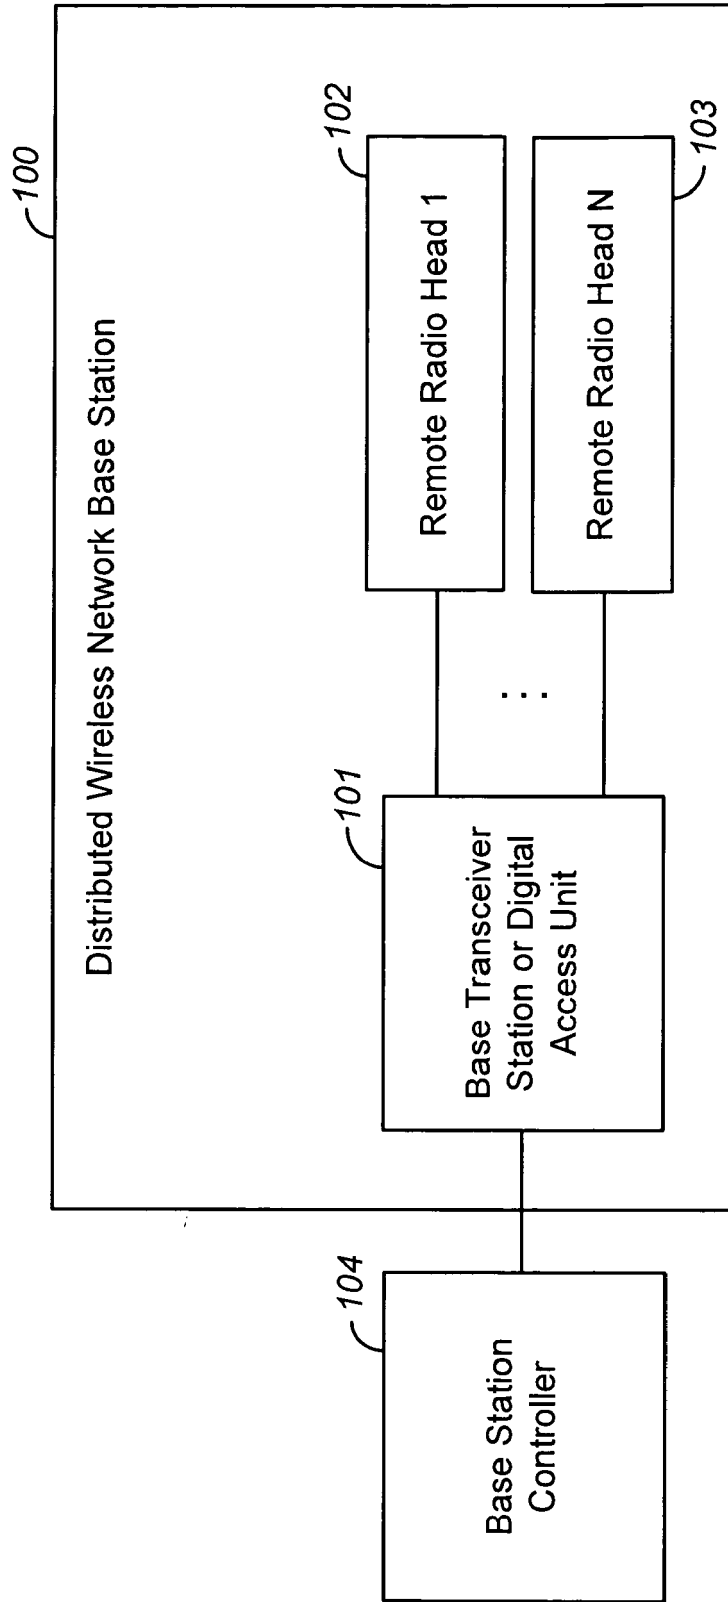 100
Distributed Wireless Network Base Station
104
Base Station
Controller
101
Base Transceiver
Station or Digital
Access Unit
...
102
Remote Radio Head 1
Remote Radio Head N
103